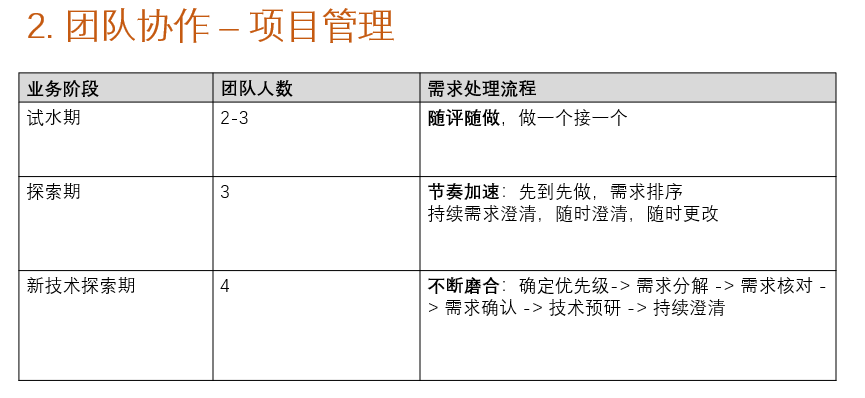 2. 团队协作 – 项目管理
业务阶段 团队人数 需求处理流程
试水期 2-3 随评随做，做一个接一个
探索期 3 节奏加速：先到先做，需求排序
持续需求澄清，随时澄清，随时更改
新技术探索期 4 不断磨合：确定优先级-> 需求分解 -> 需求核对 -
> 需求确认 -> 技术预研 -> 持续澄清